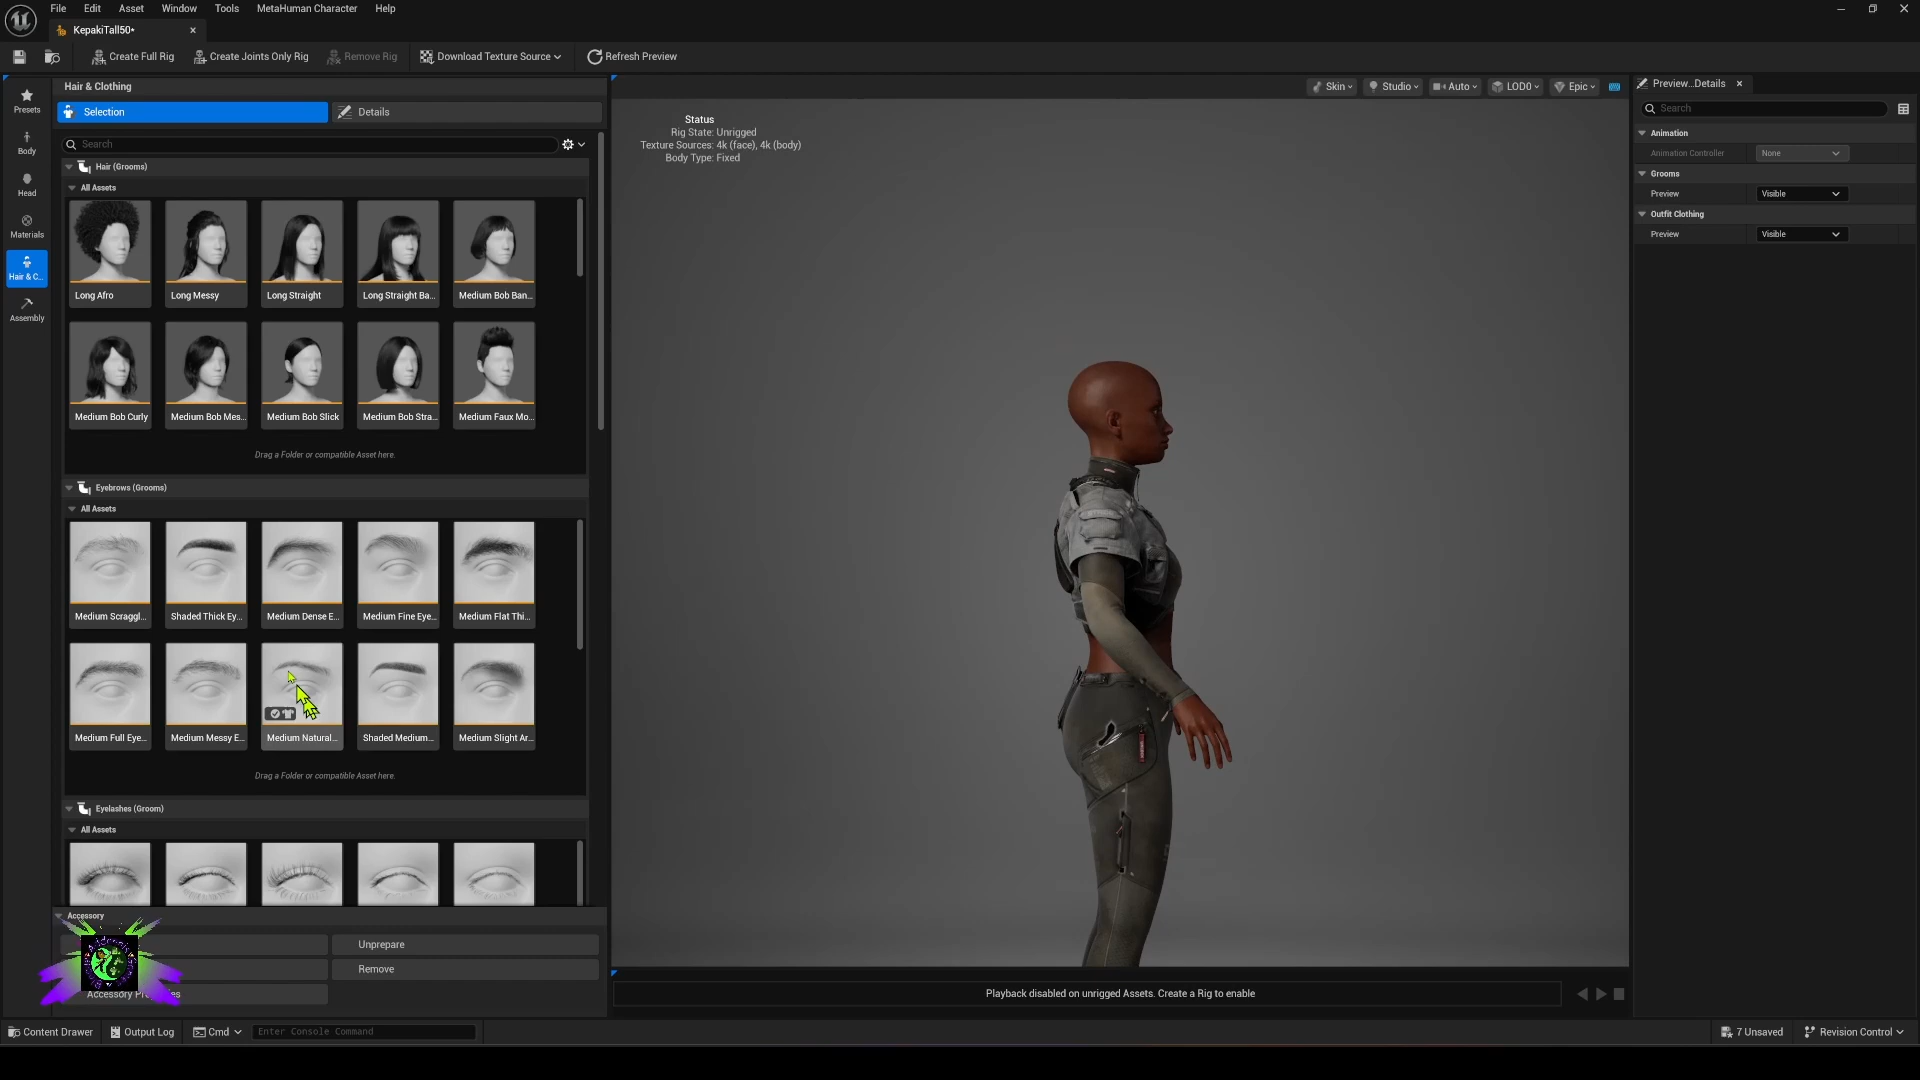 File Edit Asset Window Tools MetaHuman Character Help
KepakiTall50*
Create Full Rig Create Joints Only Rig Remove Rig Download Texture Source Refresh Preview
Presets
Body
Head
Materials
Hair & C...
Assembly
Hair & Clothing
Selection Details
Search
Hair (Grooms)
All Assets
Long Afro Long Messy Long Straight Long Straight Ba... Medium Bob Ban...
Medium Bob Curly Medium Bob Mes... Medium Bob Slick Medium Bob Stra... Medium Faux Mo...
Drag a Folder or compatible Asset here.
Eyebrows (Grooms)
All Assets
Medium Scraggl... Shaded Thick Ey... Medium Dense E... Medium Fine Eye... Medium Flat Thi...
Medium Full Eye... Medium Messy E... Medium Natural... Shaded Medium... Medium Slight Ar...
Drag a Folder or compatible Asset here.
Eyelashes (Groom)
All Assets
Accessory
Unprepare
Remove
Accessory
Status
Rig State: Unrigged
Texture Sources: 4k (face), 4k (body)
Body Type: Fixed
Skin Studio Auto LOD0 Epic
Playback disabled on unrigged Assets. Create a Rig to enable
Preview...Details
Search
Animation
Animation Controller None
Grooms
Preview Visible
Outfit Clothing
Preview Visible
Content Drawer Output Log Cmd Enter Console Command
7 Unsaved Revision Control